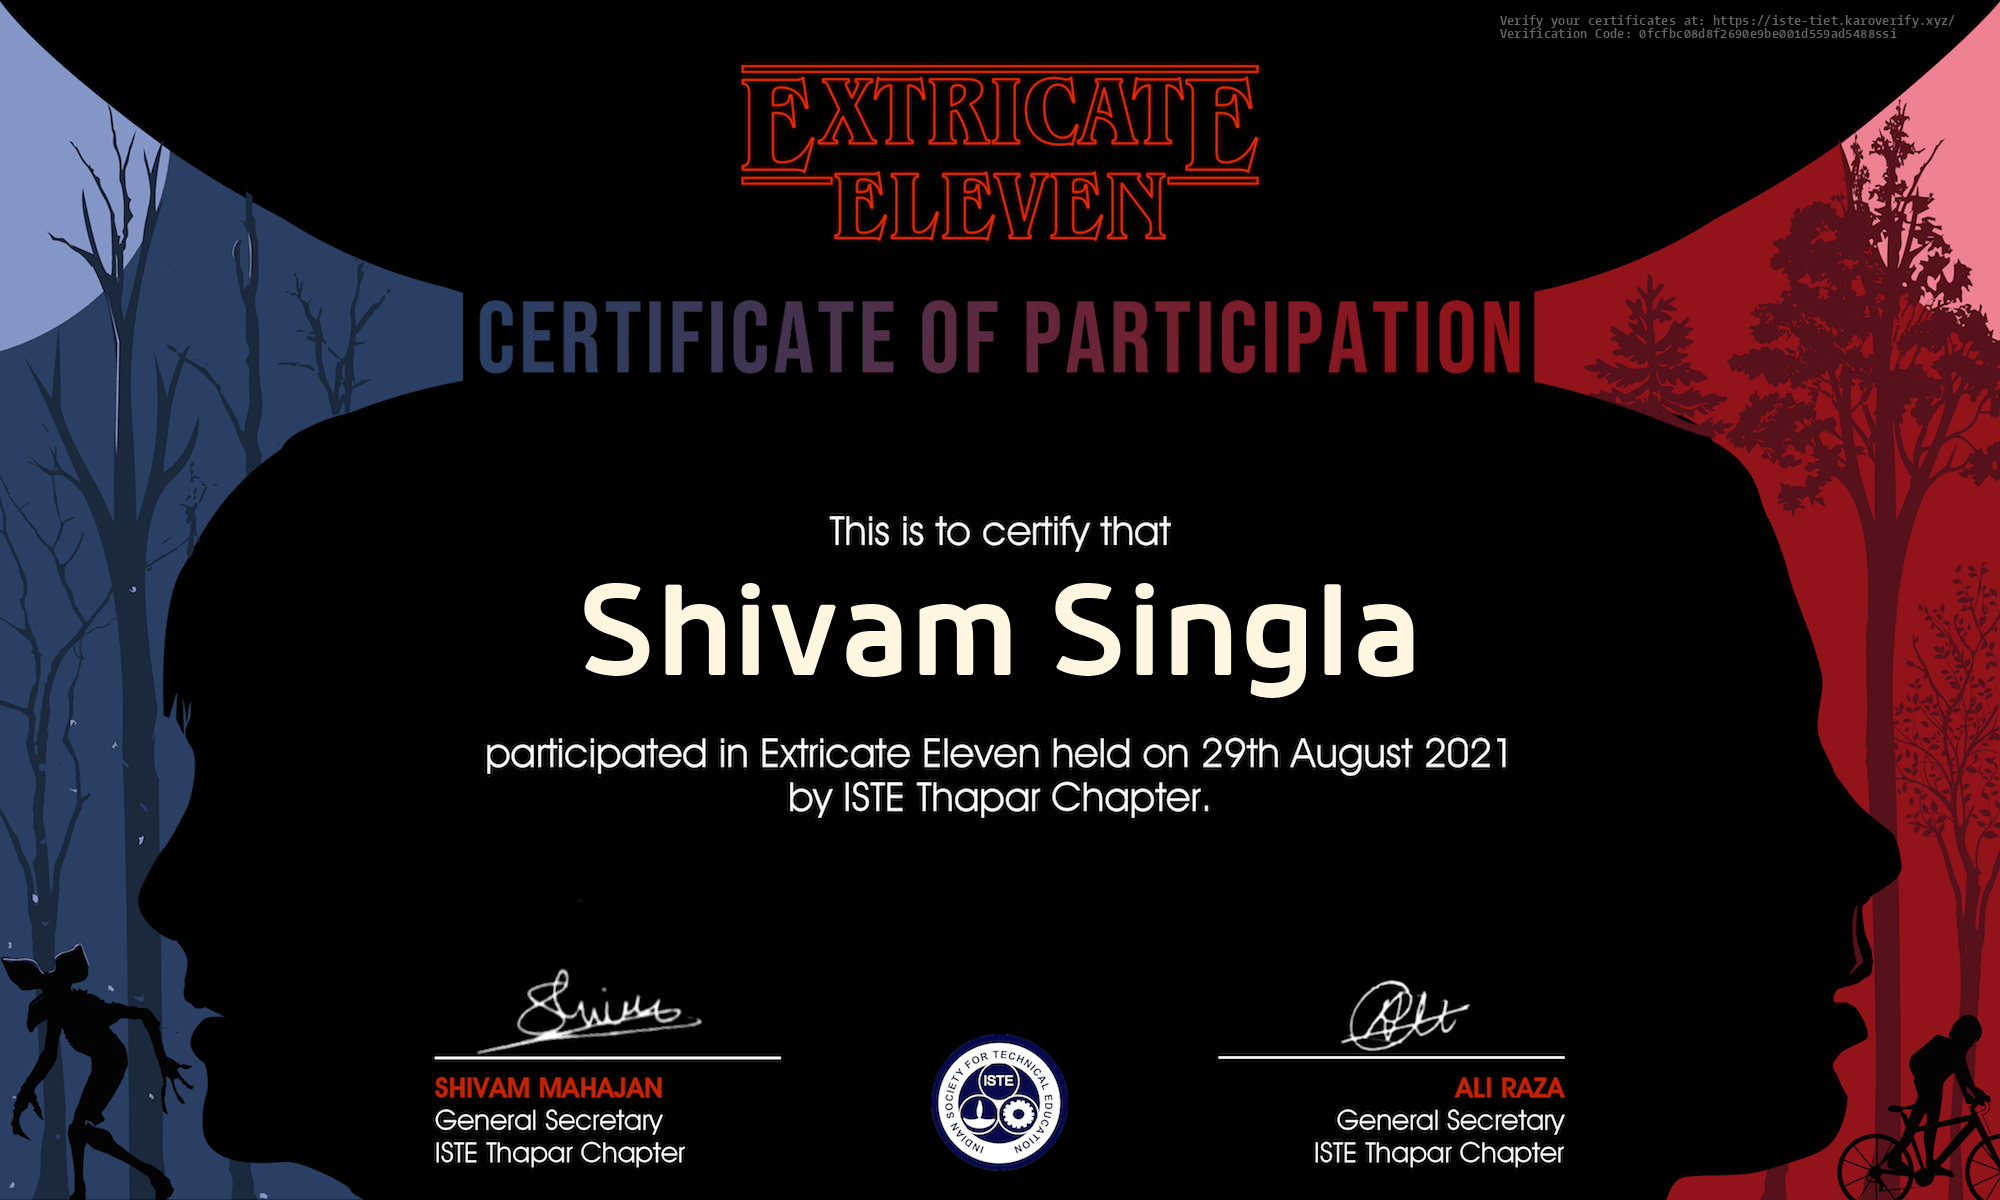 Verify your certificates at: https://iste-tiet.karoverify.xyz/
Verification Code: 0fcfbc08d8f2690e9be001d559ad5488ssi
EXTRICATE
ELEVEN
CERTIFICATE OF PARTICIPATION
This is to certify that
Shivam Singla
participated in Extricate Eleven held on 29th August 2021
by ISTE Thapar Chapter.
SHIVAM MAHAJAN
General Secretary
ISTE Thapar Chapter
INDIAN SOCIETY FOR TECHNICAL EDUCATION
ISTE
ALI RAZA
General Secretary
ISTE Thapar Chapter